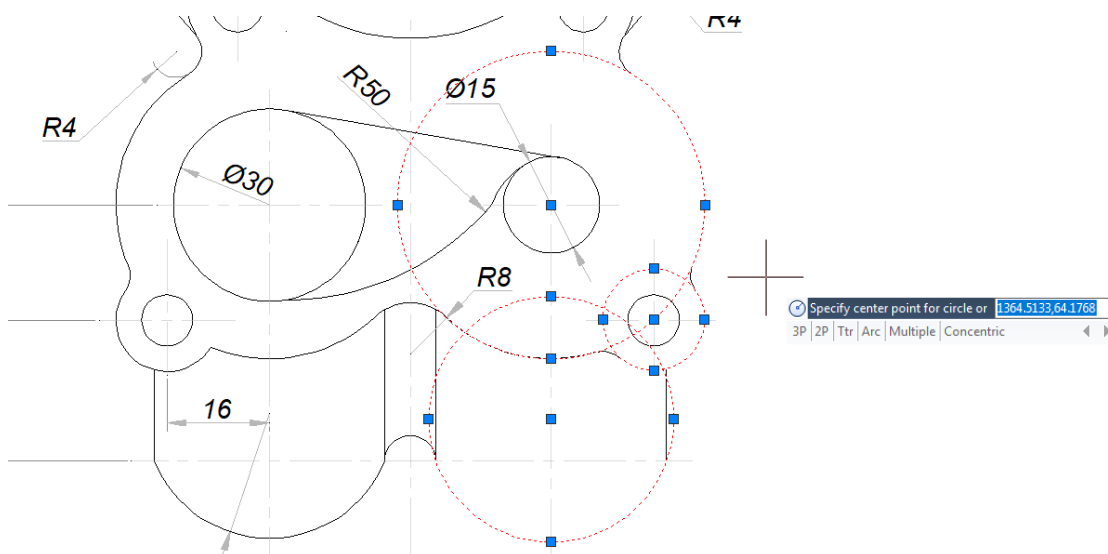 R4
R50
Ø15
R4
Ø30
R8
Specify center point for circle or 1364.5133,64.1768
3P 2P Ttr Arc Multiple Concentric
16